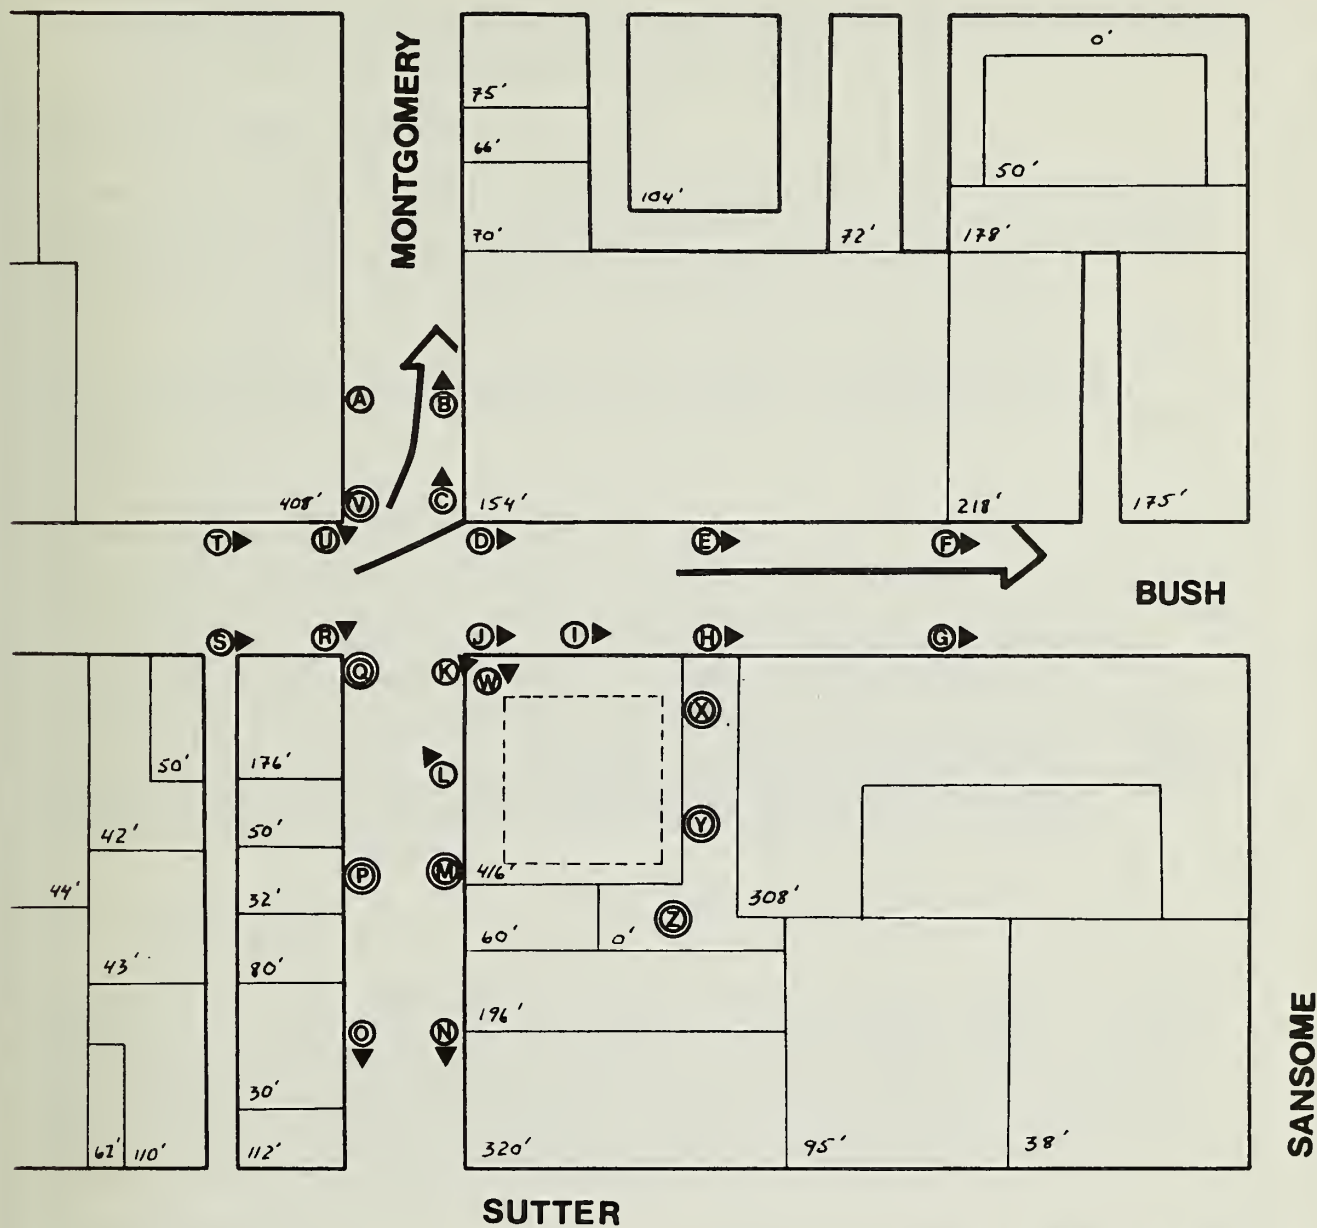 MONTGOMERY
0'
75'
66'
50'
104'
70'
72'
178'
A
B
408'
V
C
154'
218'
175'
T
U
D
E
F
BUSH
S
R
J
I
H
G
Q
K
W
X
50'
176'
L
42'
50'
Y
44'
32'
P
M
416'
308'
60'
0'
Z
43'
80'
196'
O
N
30'
62'
110'
112'
320'
95'
38'
SANSOME
SUTTER